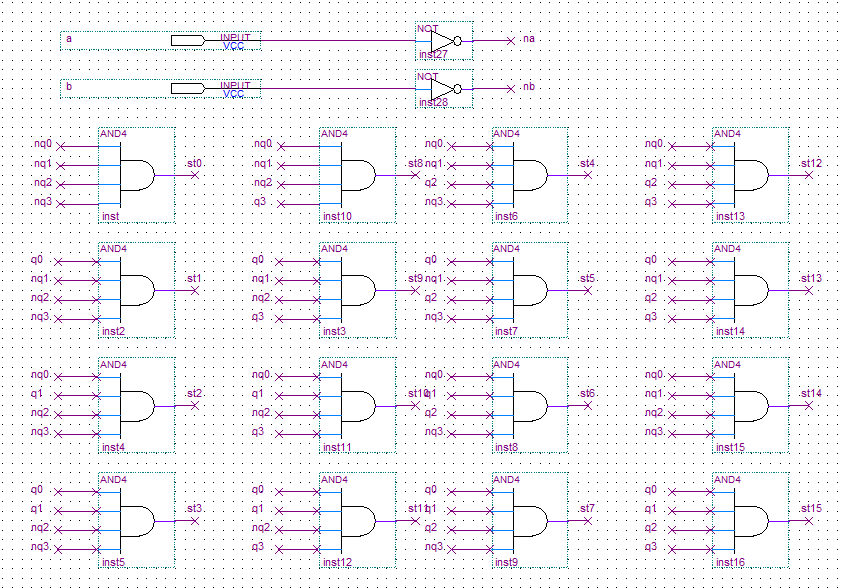 a INPUT VCC NOT inst27 na
b INPUT VCC NOT inst28 nb
AND4 nq0 nq1 nq2 nq3 st0 inst
AND4 nq0 nq1 nq2 q3 st8 inst10
AND4 nq0 nq1 q2 nq3 st4 inst6
AND4 nq0 nq1 q2 q3 st12 inst13
AND4 q0 nq1 nq2 nq3 st1 inst2
AND4 q0 nq1 nq2 q3 st9 inst3
AND4 q0 nq1 q2 nq3 st5 inst7
AND4 q0 nq1 q2 q3 st13 inst14
AND4 nq0 q1 nq2 nq3 st2 inst4
AND4 nq0 q1 nq2 q3 st10 inst11
AND4 nq0 q1 q2 nq3 st6 inst8
AND4 nq0 q1 q2 q3 st14 inst15
AND4 q0 q1 nq2 nq3 st3 inst5
AND4 q0 q1 nq2 q3 st11 inst12
AND4 q0 q1 q2 nq3 st7 inst9
AND4 q0 q1 q2 q3 st15 inst16